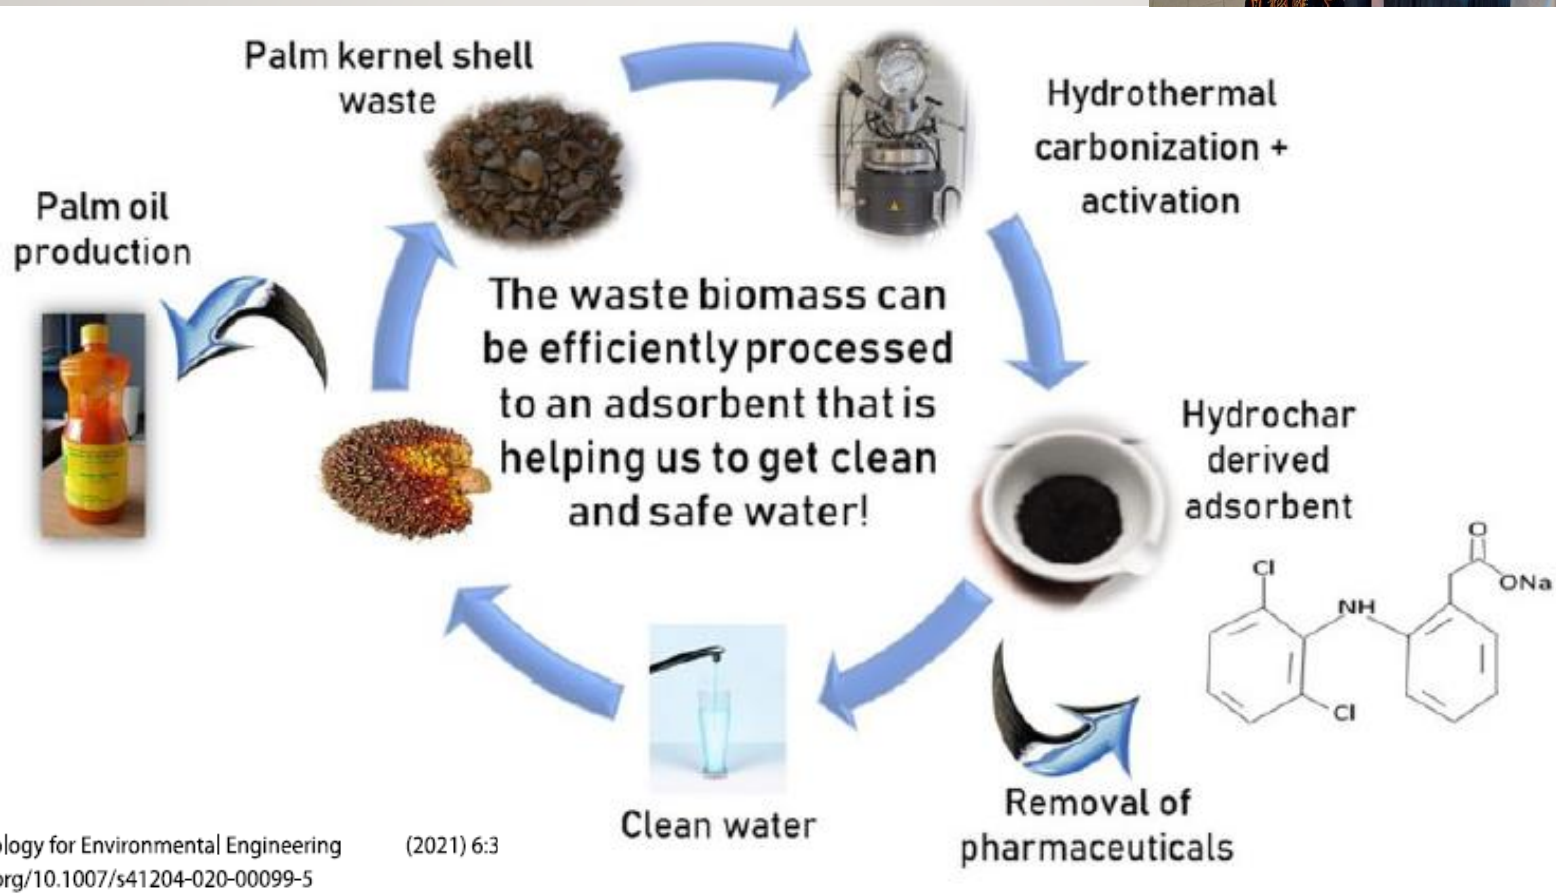 Palm kernel shell
waste
Hydrothermal
carbonization +
activation
Palm oil
production
The waste biomass can
be efficiently processed
to an adsorbent that is
helping us to get clean
and safe water!
Hydrochar
derived
adsorbent
Cl
NH
O
ONa
Cl
Clean water
Removal of
pharmaceuticals
ology for Environmental Engineering (2021) 6:3
org/10.1007/s41204-020-00099-5